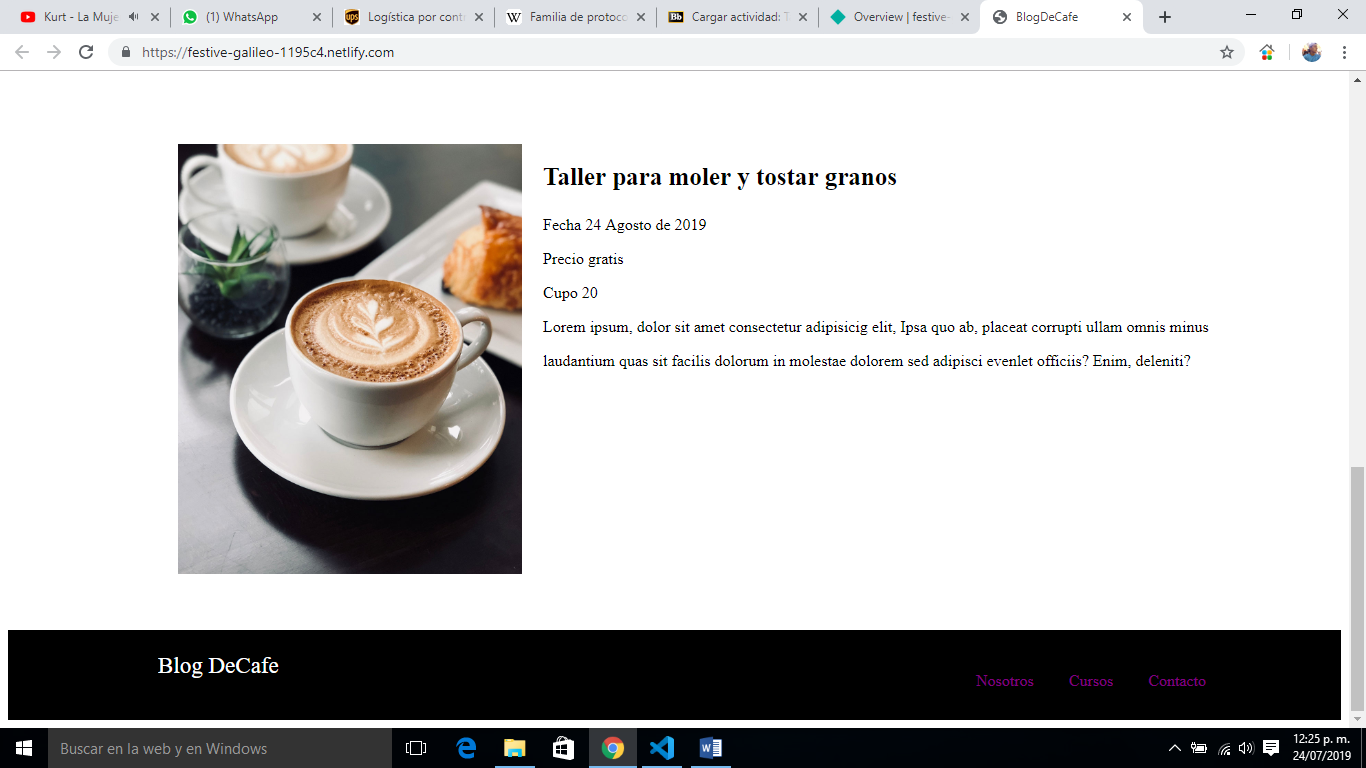 Kurt - La Muje
(1) WhatsApp
ups
Logística por contr
W
Familia de protoco
Bb
Cargar actividad: T
Overview | festive-
BlogDeCafe
https://festive-galileo-1195c4.netlify.com
Taller para moler y tostar granos
Fecha 24 Agosto de 2019
Precio gratis
Cupo 20
Lorem ipsum, dolor sit amet consectetur adipisicig elit, Ipsa quo ab, placeat corrupti ullam omnis minus
laudantium quas sit facilis dolorum in molestae dolorem sed adipisci evenlet officiis? Enim, deleniti?
Blog DeCafe
Nosotros
Cursos
Contacto
Buscar en la web y en Windows
12:25 p. m.
24/07/2019